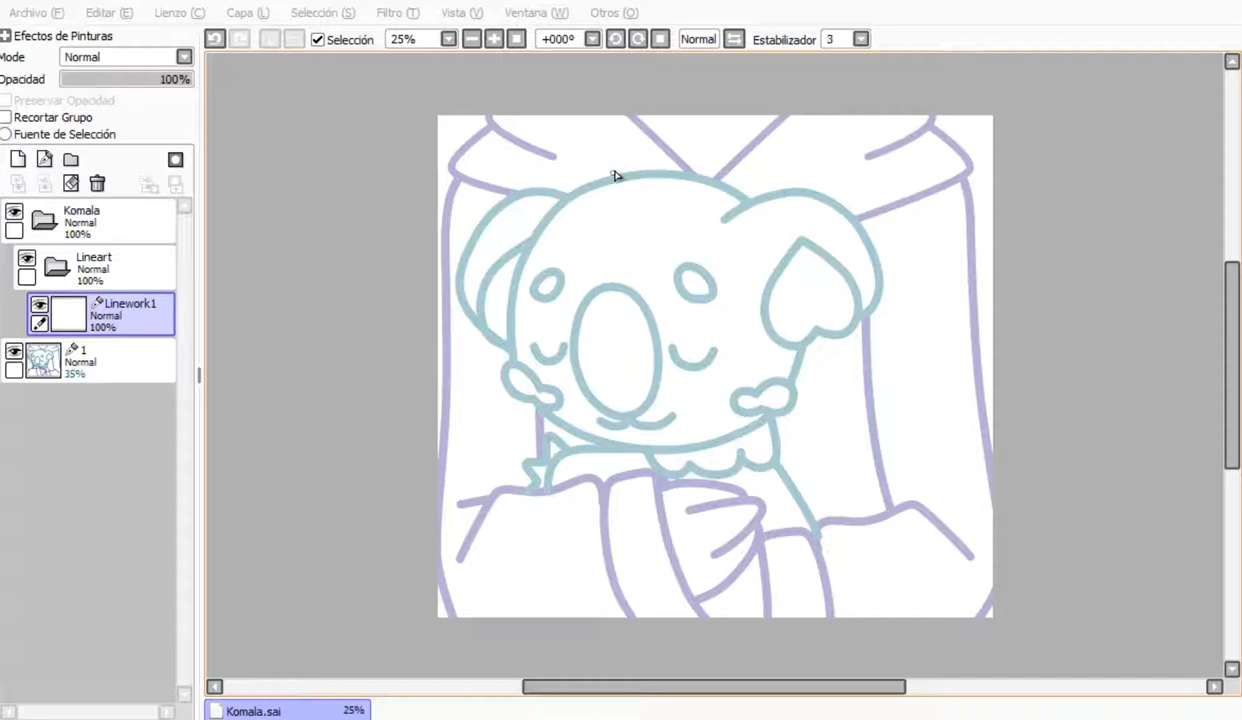 Archivo (F) Editar (E) Lienzo (C) Capa (L) Selección (S) Filtro (T) Vista (V) Ventana (W) Otros (O)
Efectos de Pinturas
Selección 25% +000º Normal Estabilizador 3
Mode Normal
Opacidad 100%
Preservar Opacidad
Recortar Grupo
Fuente de Selección
Komala
Normal
100%
Lineart
Normal
100%
Linework1
Normal
100%
1
Normal
35%
Komala.sai 25%